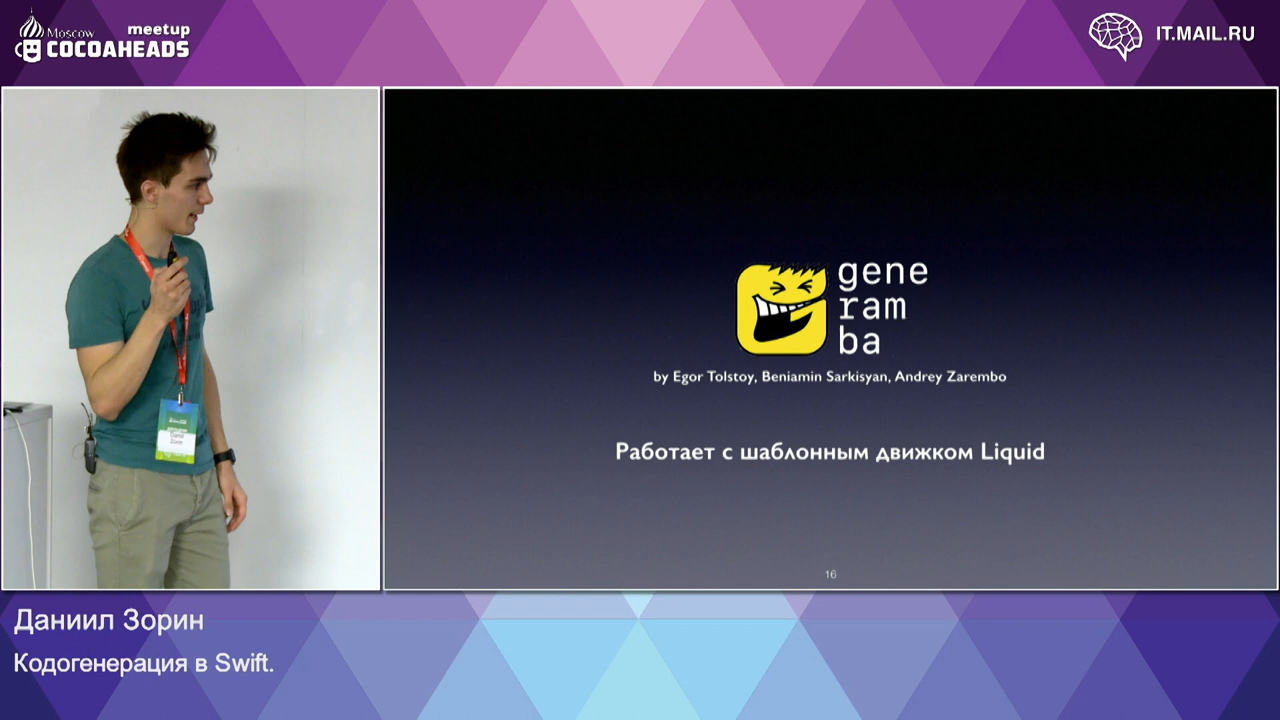 Moscow meetup
COCOAHEADS
IT.MAIL.RU
gene
ram
ba
by Egor Tolstoy, Beniamin Sarkisyan, Andrey Zarembo
Работает с шаблонным движком Liquid
16
Даниил Зорин
Кодогенерация в Swift.